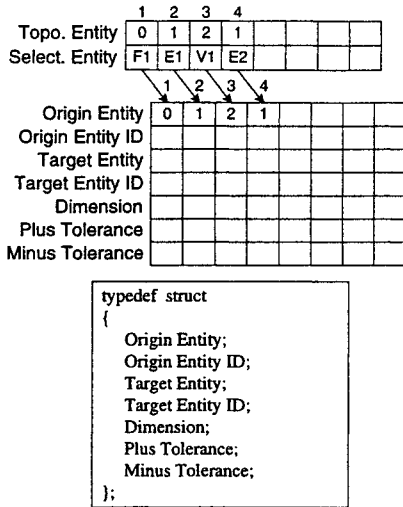 1 2 3 4
Topo. Entity 0 1 2 1
Select. Entity F1 E1 V1 E2
1 2 3 4
Origin Entity 0 1 2 1
Origin Entity ID
Target Entity
Target Entity ID
Dimension
Plus Tolerance
Minus Tolerance
typedef struct
{
Origin Entity;
Origin Entity ID;
Target Entity;
Target Entity ID;
Dimension;
Plus Tolerance;
Minus Tolerance;
};